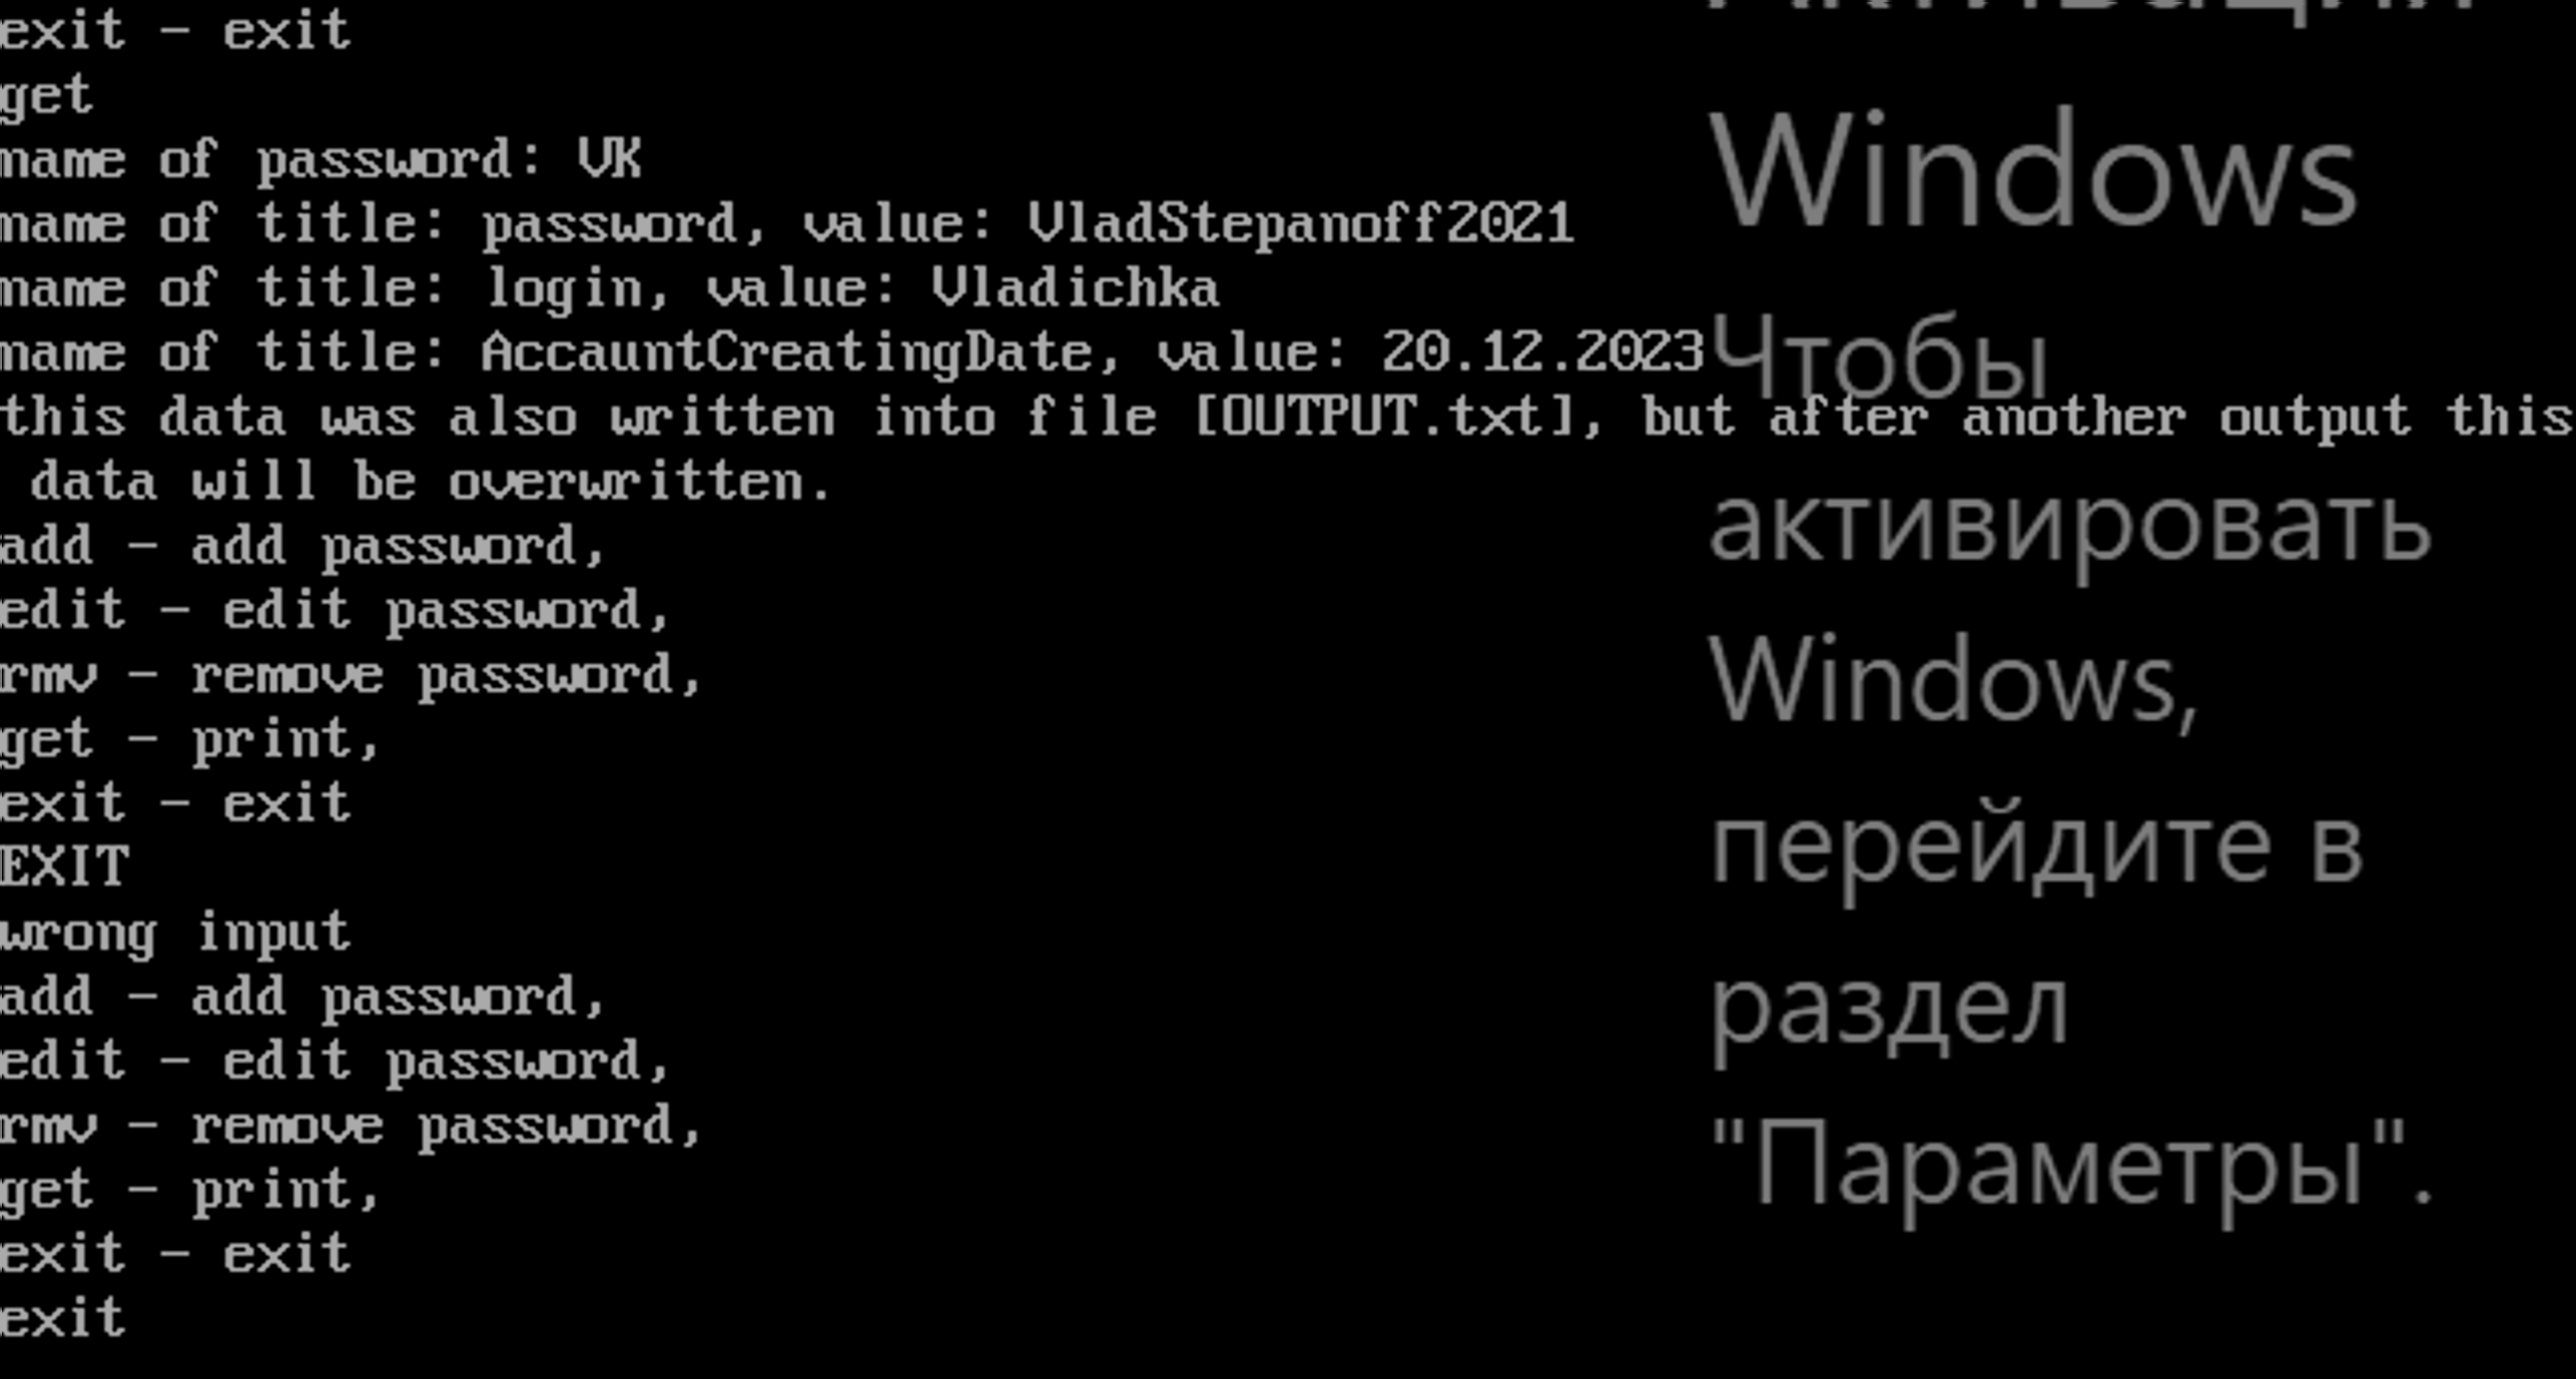 exit - exit
get
name of password: VK
name of title: password, value: VladStepanoff2021
name of title: login, value: Vladichka
name of title: AccauntCreatingDate, value: 20.12.2023
this data was also written into file [OUTPUT.txt], but after another output this
data will be overwritten.
add - add password,
edit - edit password,
rmv - remove password,
get - print,
exit - exit
EXIT
wrong input
add - add password,
edit - edit password,
rmv - remove password,
get - print,
exit - exit
exit
Windows
Чтобы
активировать
Windows,
перейдите в
раздел
"Параметры".